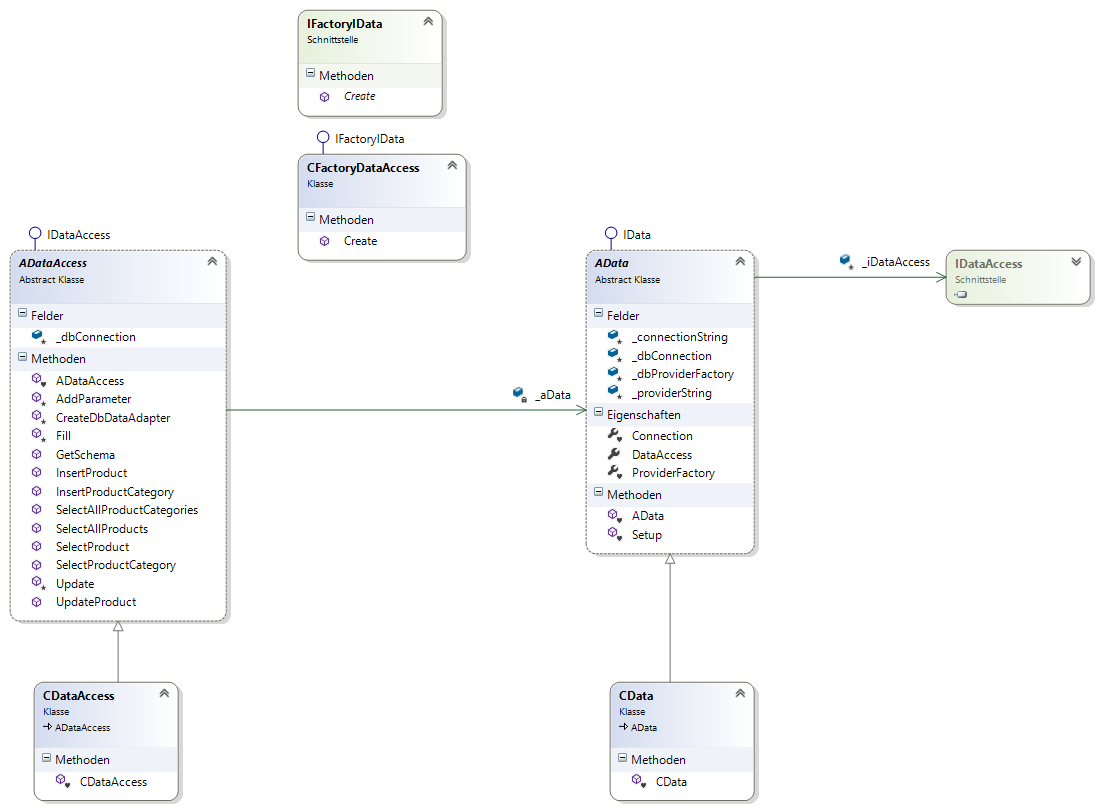 IFactoryIData
Schnittstelle
Methoden
Create
IFactoryIData
CFactoryDataAccess
Klasse
Methoden
Create
IDataAccess
ADataAccess
Abstract Klasse
Felder
_dbConnection
Methoden
ADataAccess
AddParameter
CreateDbDataAdapter
Fill
GetSchema
InsertProduct
InsertProductCategory
SelectAllProductCategories
SelectAllProducts
SelectProduct
SelectProductCategory
Update
UpdateProduct
_aData
IData
AData
Abstract Klasse
Felder
_connectionString
_dbConnection
_dbProviderFactory
_providerString
Eigenschaften
Connection
DataAccess
ProviderFactory
Methoden
AData
Setup
_iDataAccess
IDataAccess
Schnittstelle
CDataAccess
Klasse
ADataAccess
Methoden
CDataAccess
CData
Klasse
AData
Methoden
CData